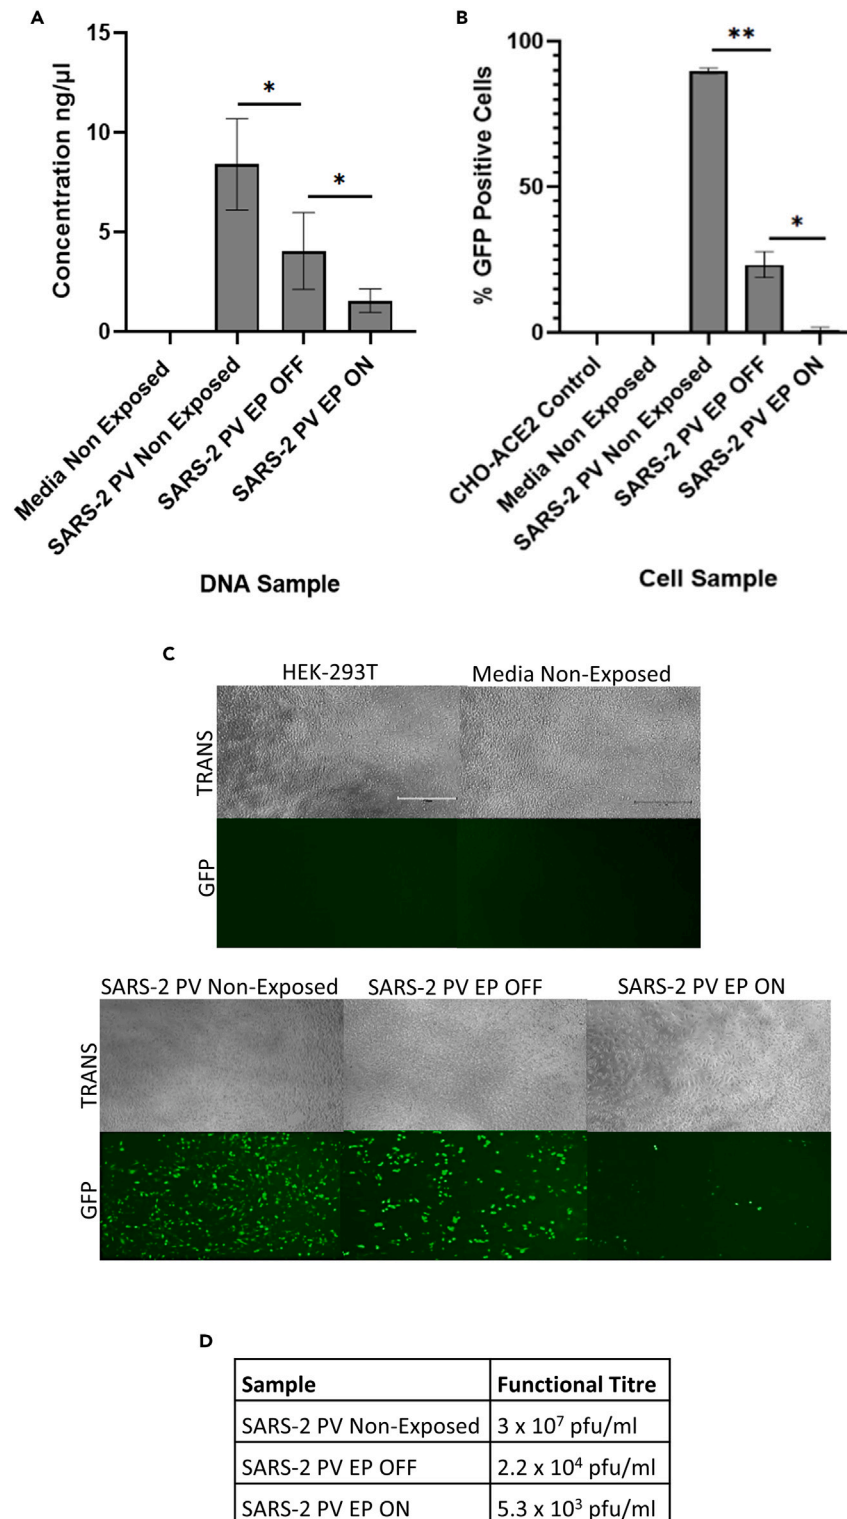 A
15
10
5
0
Concentration ng/µl
*
*
Media Non Exposed
SARS-2 PV Non Exposed
SARS-2 PV EP OFF
SARS-2 PV EP ON
DNA Sample
B
100
50
0
% GFP Positive Cells
**
*
CHO-ACE2 Control
Media Non Exposed
SARS-2 PV Non Exposed
SARS-2 PV EP OFF
SARS-2 PV EP ON
Cell Sample
C
HEK-293T Media Non-Exposed
TRANS
GFP
SARS-2 PV Non-Exposed SARS-2 PV EP OFF SARS-2 PV EP ON
TRANS
GFP
D
Sample Functional Titre
SARS-2 PV Non-Exposed 3 x 10⁷ pfu/ml
SARS-2 PV EP OFF 2.2 x 10⁴ pfu/ml
SARS-2 PV EP ON 5.3 x 10³ pfu/ml